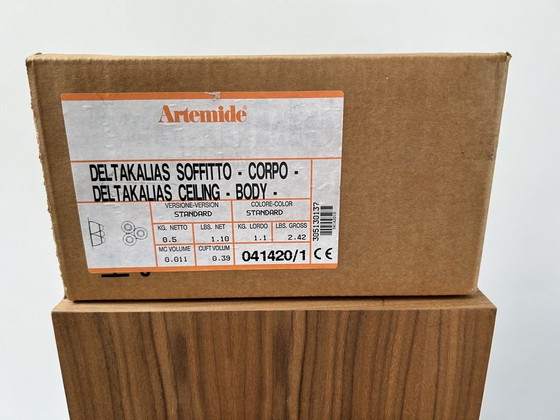 Artemide®
DELTAKALIAS SOFFITTO - CORPO -
DELTAKALIAS CEILING - BODY -
VERSIONE-VERSION COLORE-COLOR
STANDARD STANDARD
KG. NETTO LBS. NET KG. LORDO LBS. GROSS
0.5 1.10 1.1 2.42
MC VOLUME CUFT VOLUM
0.011 0.39 041420/1 CE
305130137